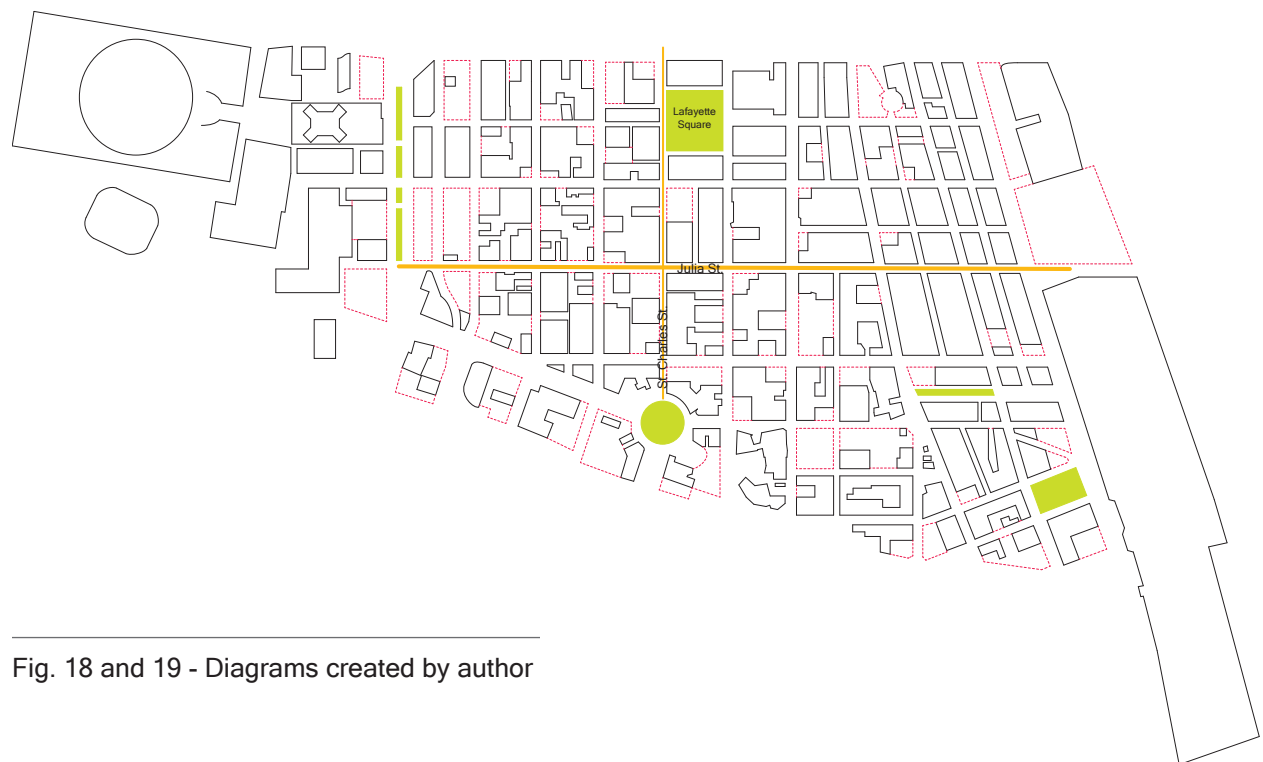 Lafayette
Square
Julia St.
St. Charles St.
Fig. 18 and 19 - Diagrams created by author